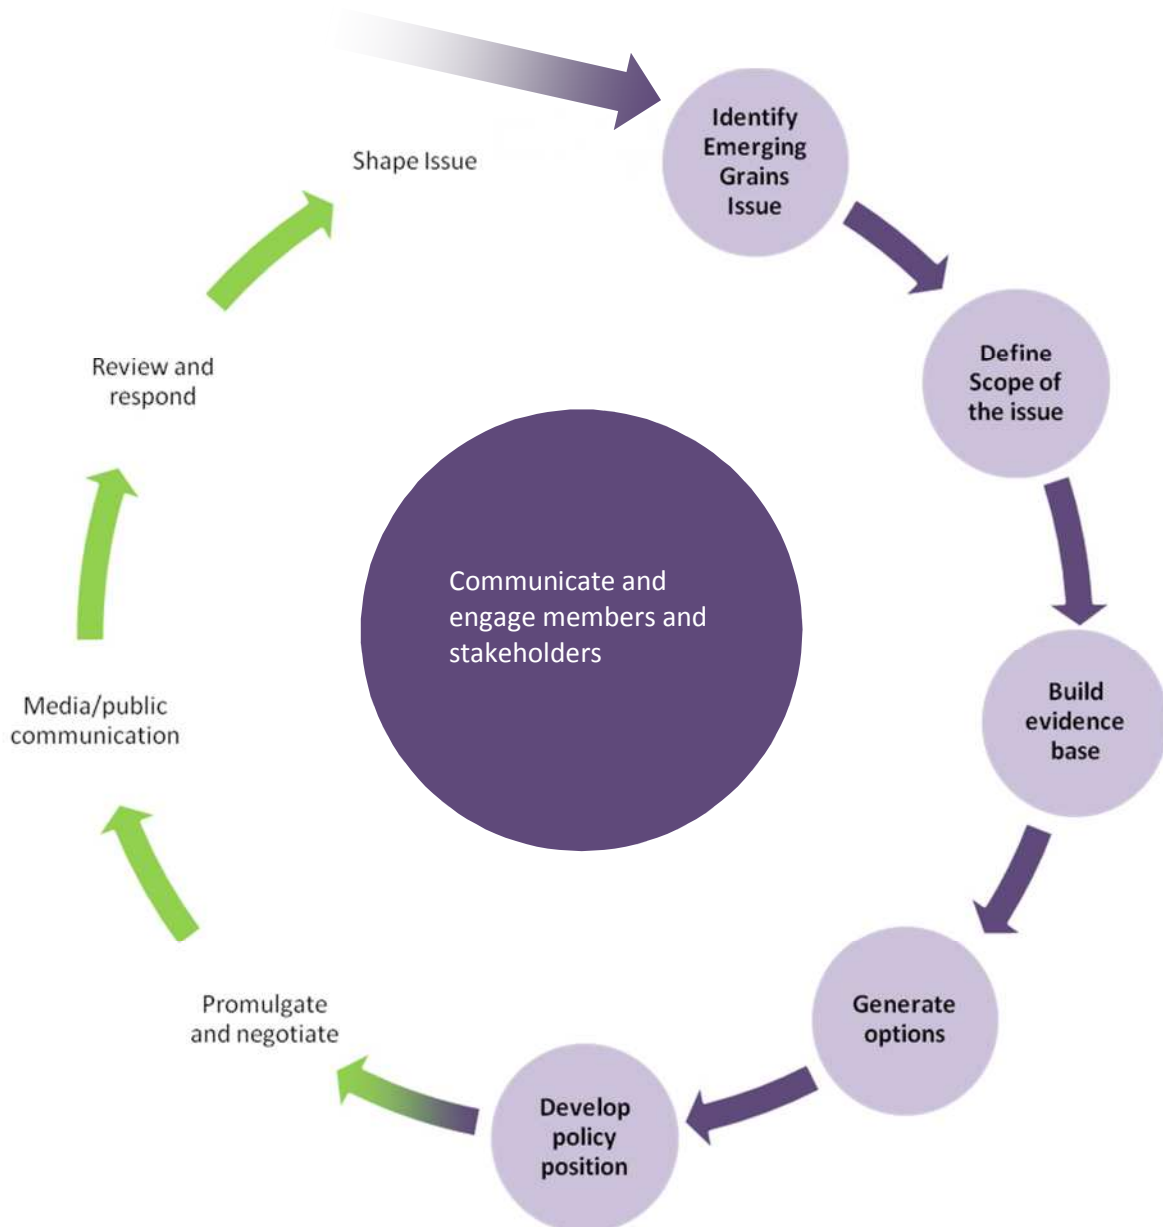 Identify
Emerging
Grains
Issue
Define
Scope of
the issue
Build
evidence
base
Generate
options
Develop
policy
position
Promulgate
and negotiate
Media/public
communication
Review and
respond
Shape Issue
Communicate and
engage members and
stakeholders